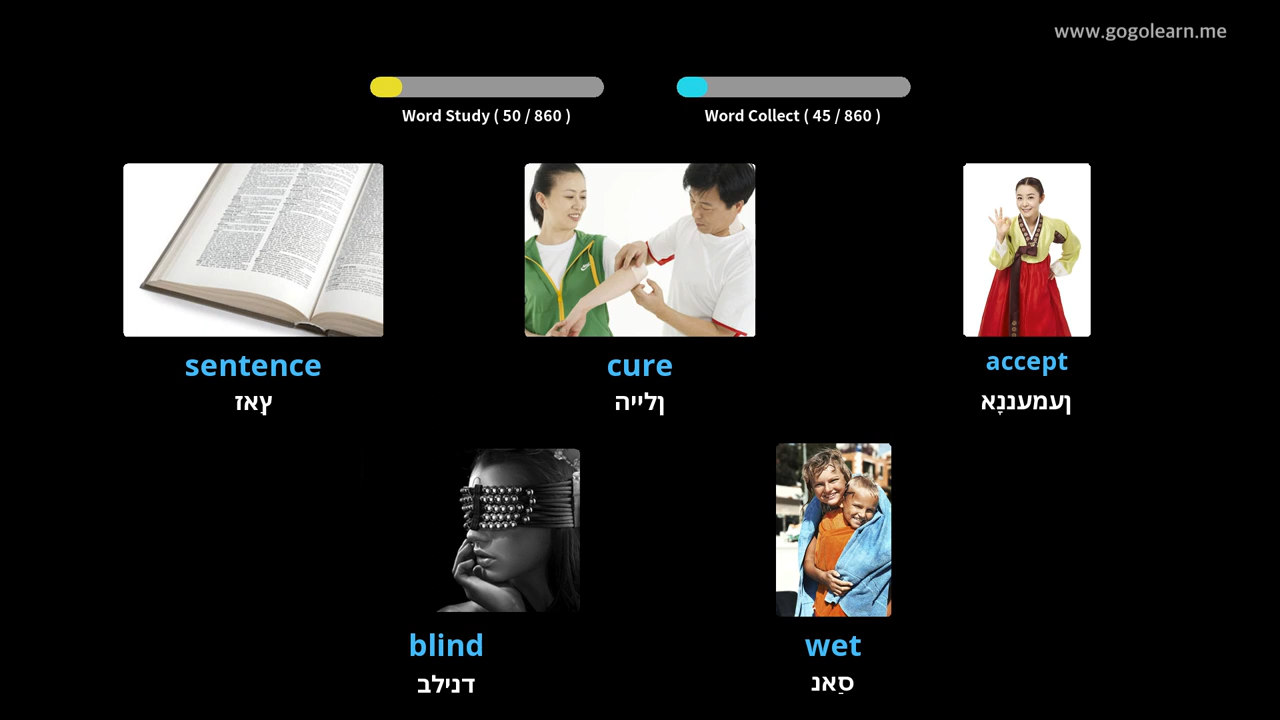 www.gogolearn.me
Word Study ( 50 / 860 )
Word Collect ( 45 / 860 )
sentence
ץַאז
cure
ןלייה
accept
ןעמעננָא
blind
דנילב
wet
סַאנ